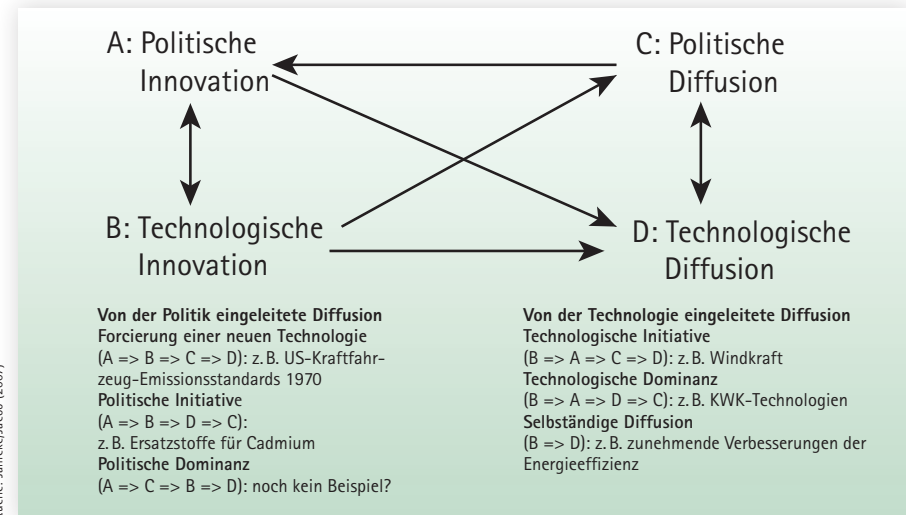 A: Politische
Innovation
C: Politische
Diffusion
B: Technologische
Innovation
D: Technologische
Diffusion
Von der Politik eingeleitete Diffusion
Forcierung einer neuen Technologie
(A => B => C => D): z. B. US-Kraftfahr-
zeug-Emissionsstandards 1970
Politische Initiative
(A => B => D => C):
z. B. Ersatzstoffe für Cadmium
Politische Dominanz
(A => C => B => D): noch kein Beispiel?
Von der Technologie eingeleitete Diffusion
Technologische Initiative
(B => A => C => D): z. B. Windkraft
Technologische Dominanz
(B => A => D => C): z. B. KWK-Technologien
Selbständige Diffusion
(B => D): z. B. zunehmende Verbesserungen der
Energieeffizienz